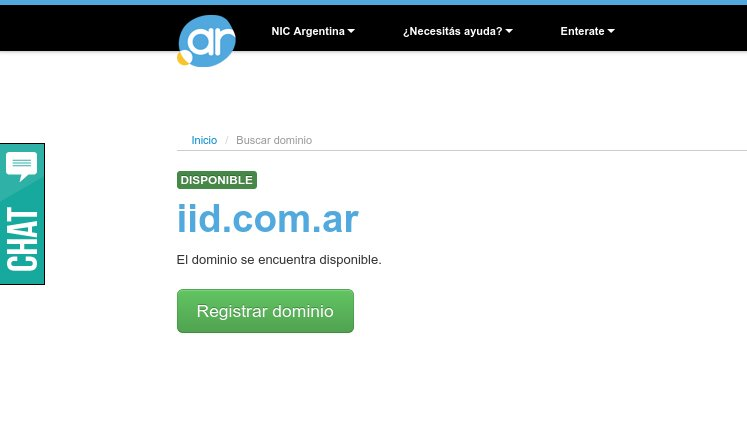 .ar
NIC Argentina
¿Necesitás ayuda?
Enterate
Inicio / Buscar dominio
CHAT
DISPONIBLE
iid.com.ar
El dominio se encuentra disponible.
Registrar dominio